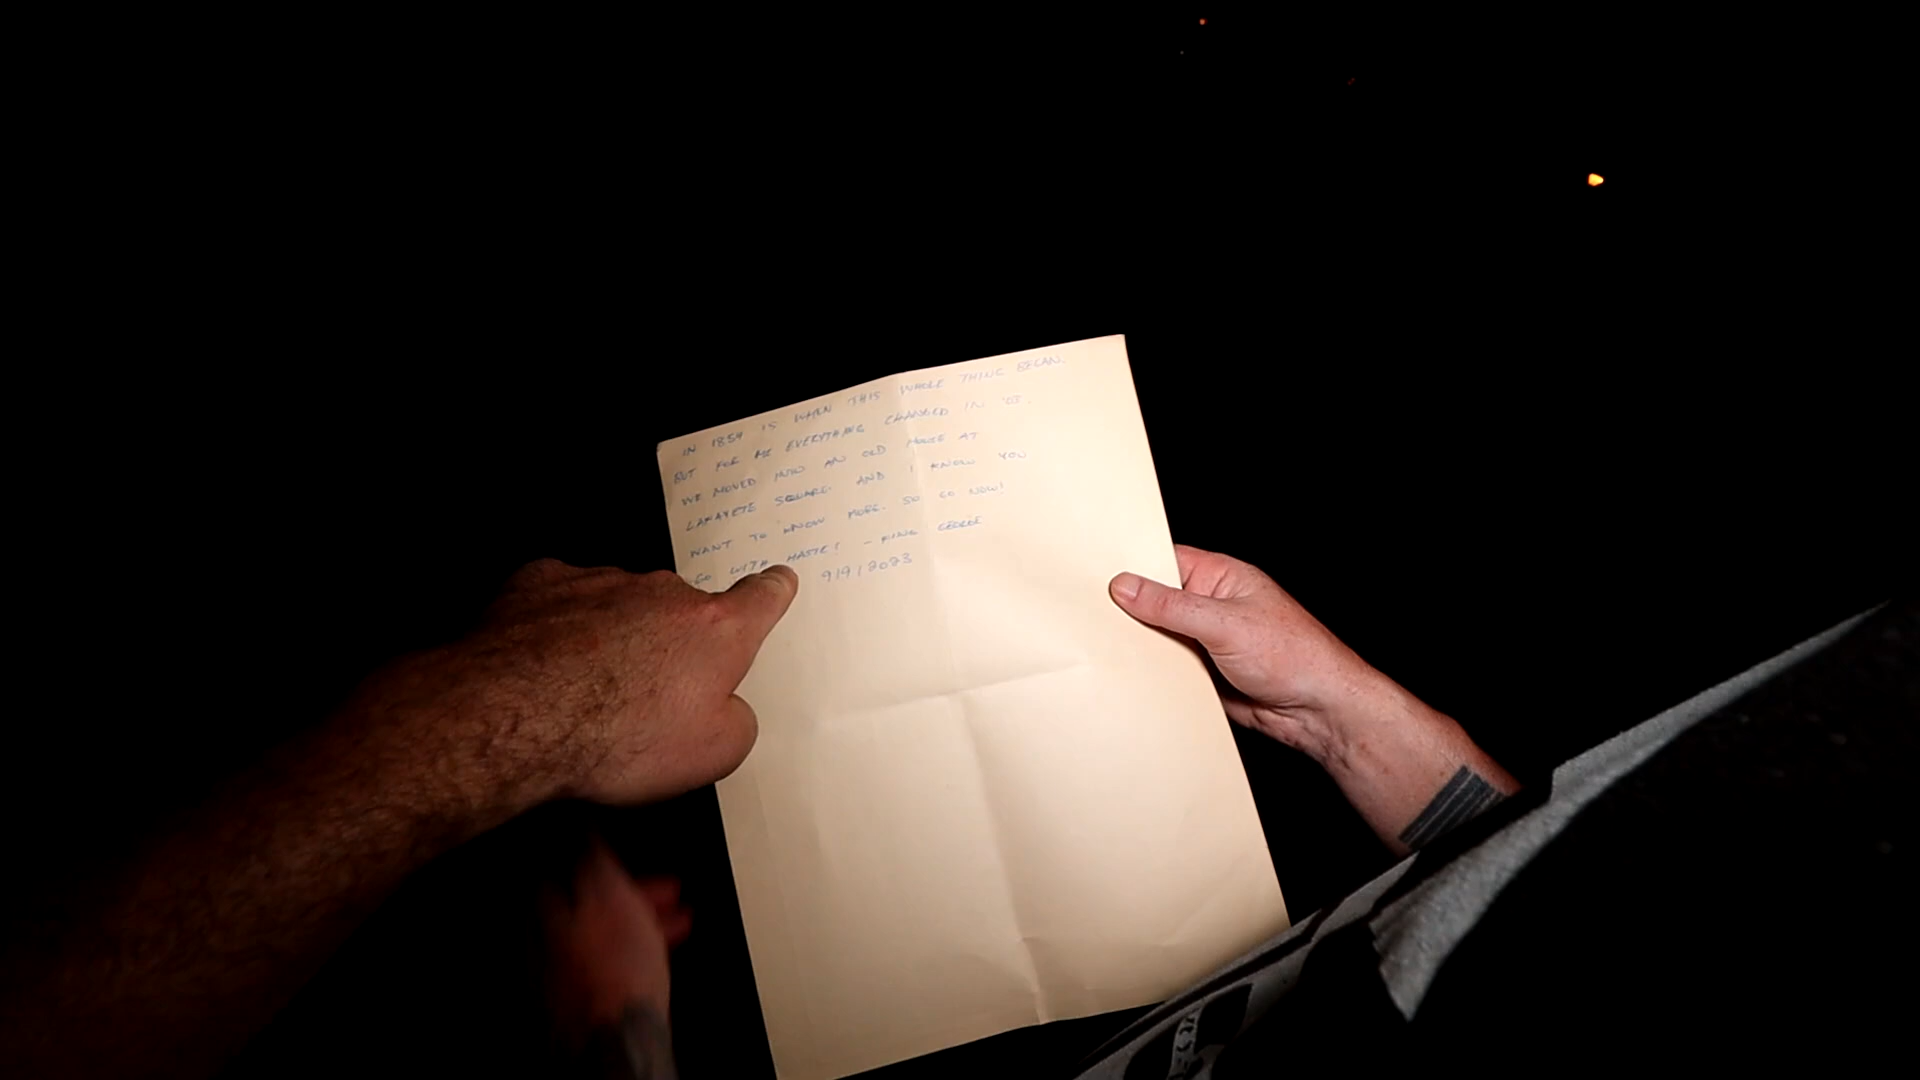 IN 1854 IS WHEN THIS WHOLE THING BEGAN.
BUT FOR ME EVERYTHING CHANGED IN '03.
WE MOVED INTO AN OLD HOUSE AT
LAFAYETE SQUARE. AND I KNOW YOU
WANT TO KNOW MORE. SO GO NOW!
GO WITH HASTE! - KING GEORGE
9/9/2023